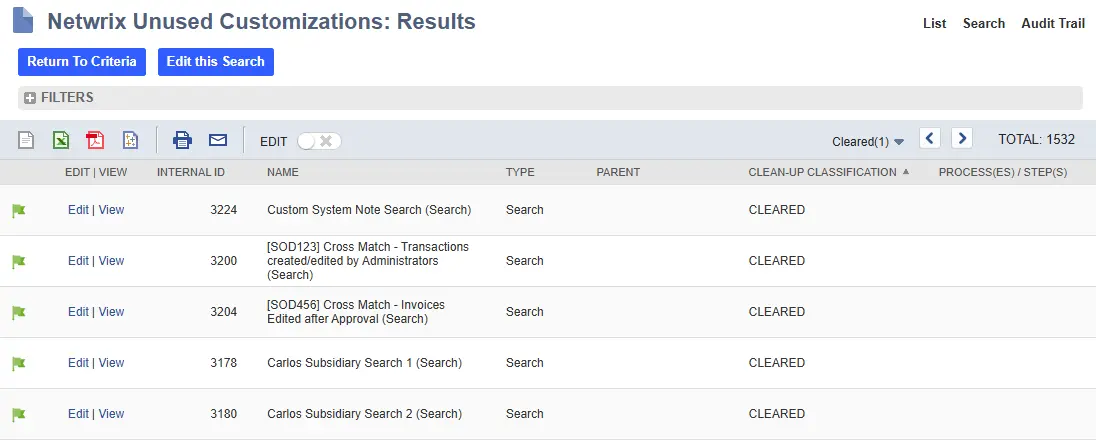 Netwrix Unused Customizations: Results
List Search Audit Trail
Return To Criteria Edit this Search
FILTERS
EDIT Cleared(1) TOTAL: 1532
EDIT | VIEW INTERNAL ID NAME TYPE PARENT CLEAN-UP CLASSIFICATION PROCESS(ES) / STEP(S)
Edit | View 3224 Custom System Note Search (Search) Search CLEARED
[SOD123] Cross Match - Transactions
Edit | View 3200 created/edited by Administrators Search CLEARED
(Search)
Edit | View 3204 [SOD456] Cross Match - Invoices Search CLEARED
Edited after Approval (Search)
Edit | View 3178 Carlos Subsidiary Search 1 (Search) Search CLEARED
Edit | View 3180 Carlos Subsidiary Search 2 (Search) Search CLEARED